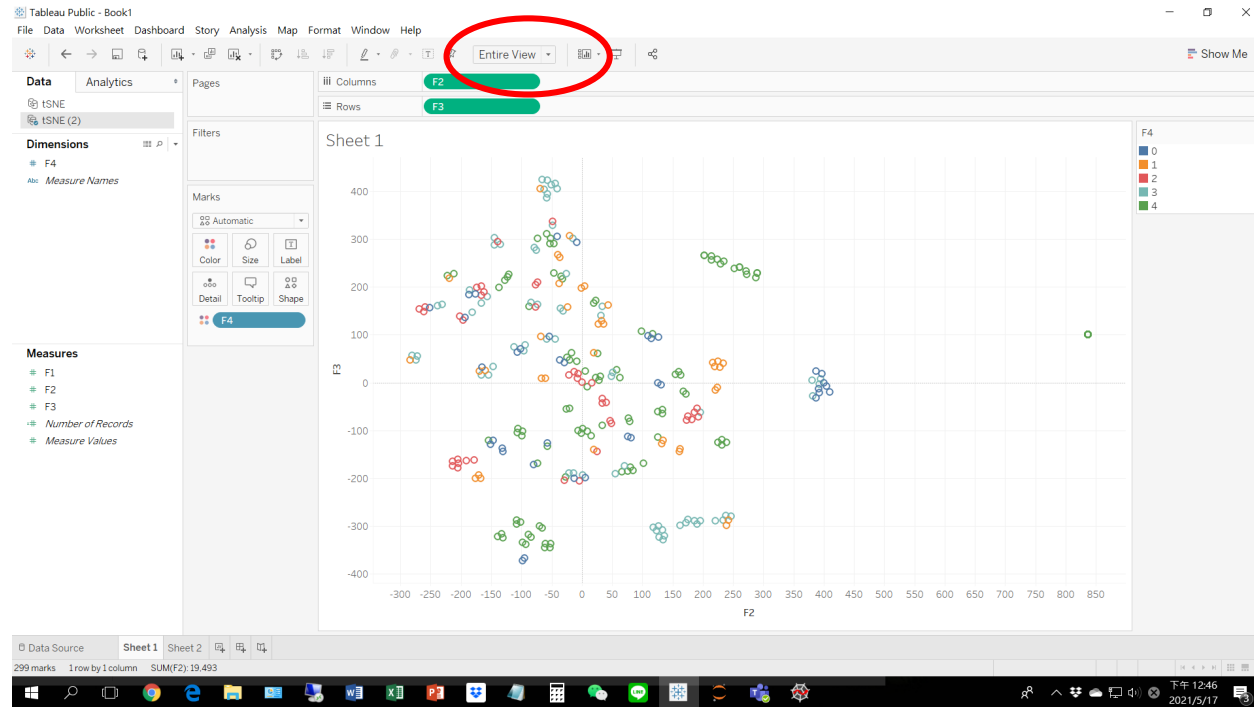 Tableau Public - Book1
File Data Worksheet Dashboard Story Analysis Map Format Window Help
Entire View
Show Me
Data Analytics
tSNE
tSNE (2)
Dimensions
F4
Abc Measure Names
Measures
F1
F2
F3
Number of Records
Measure Values
Pages
Filters
Marks
Automatic
Color Size Label
Detail Tooltip Shape
F4
Columns F2
Rows F3
Sheet 1
F3
400
300
200
100
0
-100
-200
-300
-400
-300 -250 -200 -150 -100 -50 0 50 100 150 200 250 300 350 400 450 500 550 600 650 700 750 800 850
F2
F4
0
1
2
3
4
Data Source Sheet 1 Sheet 2
299 marks 1 row by 1 column SUM(F2): 19.493
下午 12:46
2021/5/17
3